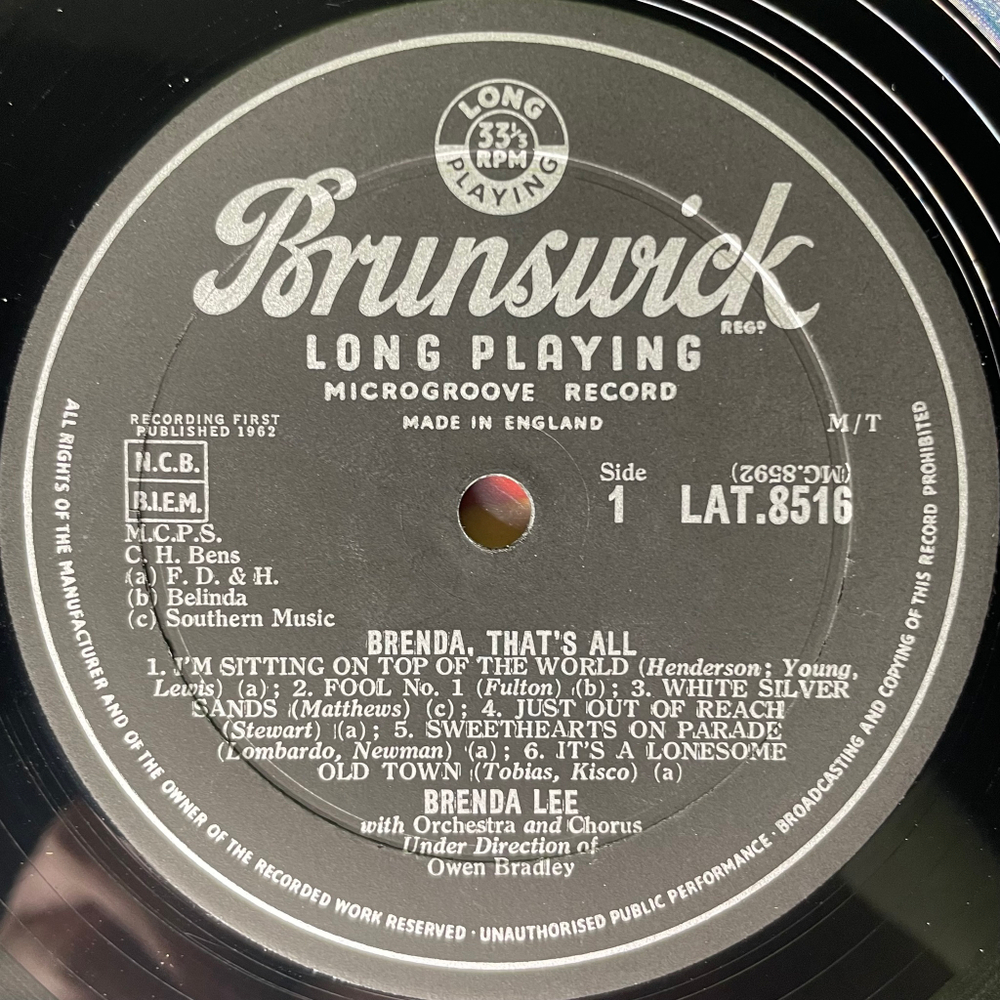 LONG
33⅓
RPM
PLAYING
Brunswick
REGD
LONG PLAYING
MICROGROOVE RECORD
MADE IN ENGLAND
RECORDING FIRST
PUBLISHED 1962
M/T
N.C.B.
B.I.E.M.
M.C.P.S.
C. H. Bens
(a) F. D. & H.
(b) Belinda
(c) Southern Music
Side
1
(MG.8592)
LAT.8516
BRENDA, THAT'S ALL
1. I'M SITTING ON TOP OF THE WORLD (Henderson; Young,
Lewis) (a); 2. FOOL No. 1 (Fulton) (b); 3. WHITE SILVER
SANDS (Matthews) (c); 4. JUST OUT OF REACH
(Stewart) (a); 5. SWEETHEARTS ON PARADE
(Lombardo, Newman) (a); 6. IT'S A LONESOME
OLD TOWN (Tobias, Kisco) (a)
BRENDA LEE
with Orchestra and Chorus
Under Direction of
Owen Bradley
ALL RIGHTS OF THE MANUFACTURER AND OF THE OWNER OF THE RECORDED WORK RESERVED · UNAUTHORISED PUBLIC PERFORMANCE · BROADCASTING AND COPYING OF THIS RECORD PROHIBITED